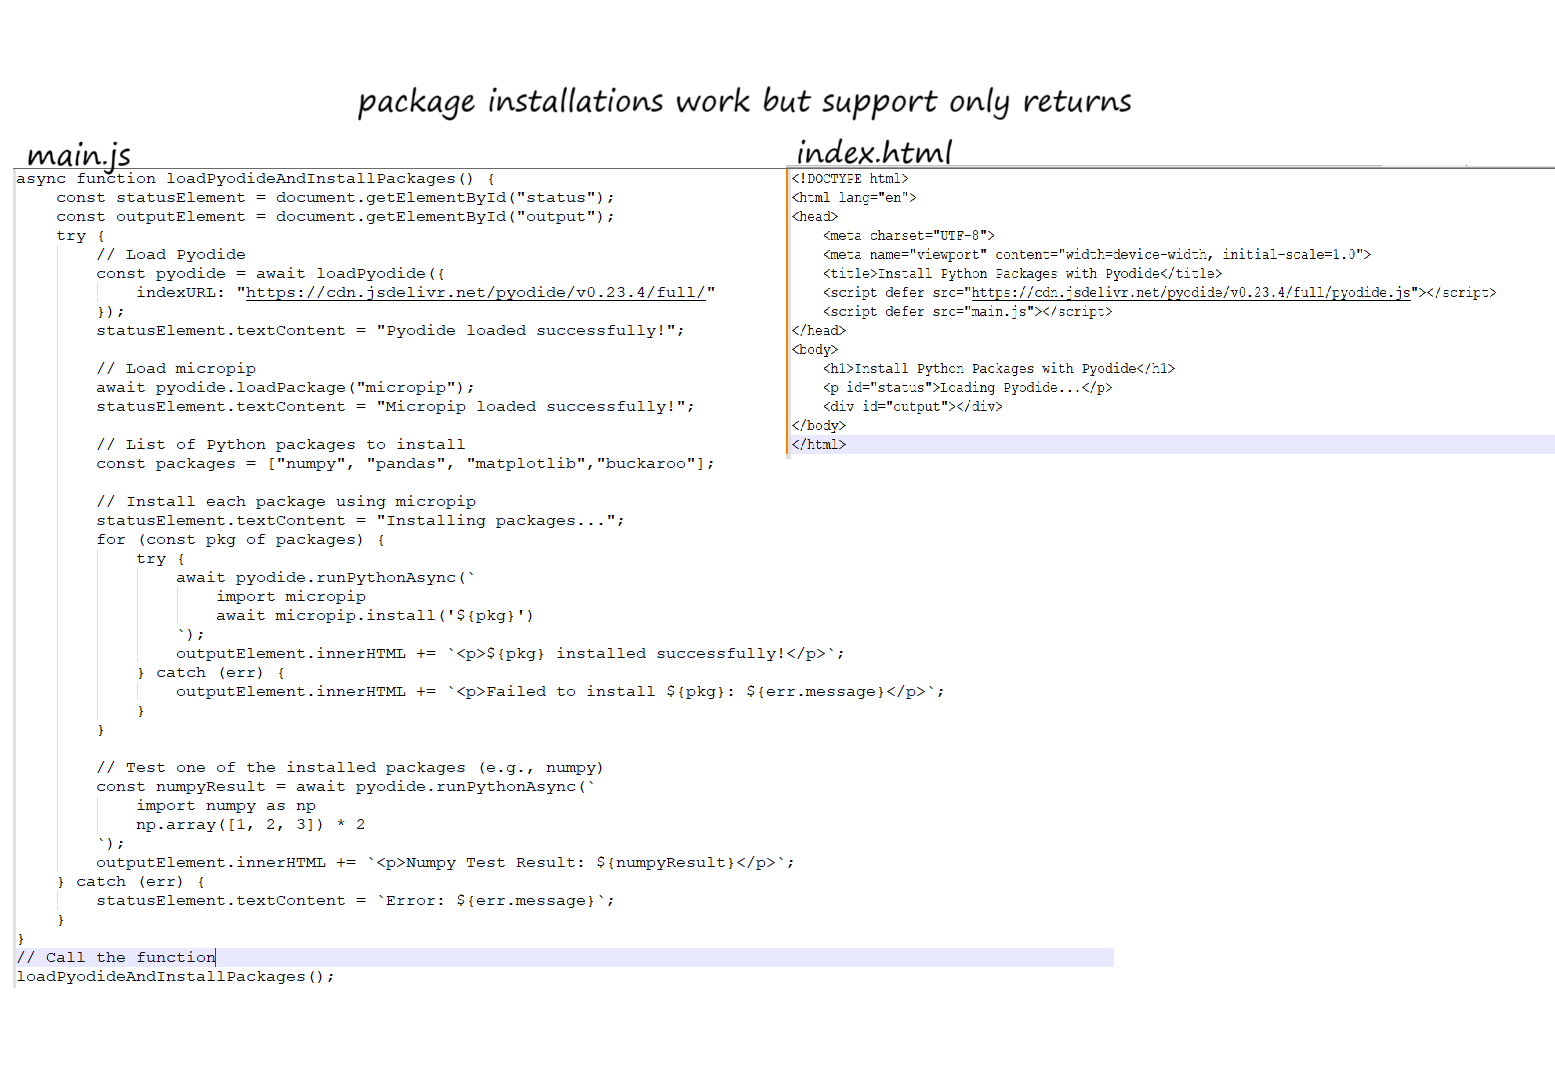 package installations work but support only returns
main.js
async function loadPyodideAndInstallPackages() {
    const statusElement = document.getElementById("status");
    const outputElement = document.getElementById("output");
    try {
        // Load Pyodide
        const pyodide = await loadPyodide({
            indexURL: "https://cdn.jsdelivr.net/pyodide/v0.23.4/full/"
        });
        statusElement.textContent = "Pyodide loaded successfully!";

        // Load micropip
        await pyodide.loadPackage("micropip");
        statusElement.textContent = "Micropip loaded successfully!";

        // List of Python packages to install
        const packages = ["numpy", "pandas", "matplotlib","buckaroo"];

        // Install each package using micropip
        statusElement.textContent = "Installing packages...";
        for (const pkg of packages) {
            try {
                await pyodide.runPythonAsync(`
                    import micropip
                    await micropip.install('${pkg}')
                `);
                outputElement.innerHTML += `<p>${pkg} installed successfully!</p>`;
            } catch (err) {
                outputElement.innerHTML += `<p>Failed to install ${pkg}: ${err.message}</p>`;
            }
        }

        // Test one of the installed packages (e.g., numpy)
        const numpyResult = await pyodide.runPythonAsync(`
            import numpy as np
            np.array([1, 2, 3]) * 2
        `);
        outputElement.innerHTML += `<p>Numpy Test Result: ${numpyResult}</p>`;
    } catch (err) {
        statusElement.textContent = `Error: ${err.message}`;
    }
}
// Call the function
loadPyodideAndInstallPackages();
index.html
<!DOCTYPE html>
<html lang="en">
<head>
    <meta charset="UTF-8">
    <meta name="viewport" content="width=device-width, initial-scale=1.0">
    <title>Install Python Packages with Pyodide</title>
    <script defer src="https://cdn.jsdelivr.net/pyodide/v0.23.4/full/pyodide.js"></script>
    <script defer src="main.js"></script>
</head>
<body>
    <h1>Install Python Packages with Pyodide</h1>
    <p id="status">Loading Pyodide...</p>
    <div id="output"></div>
</body>
</html>